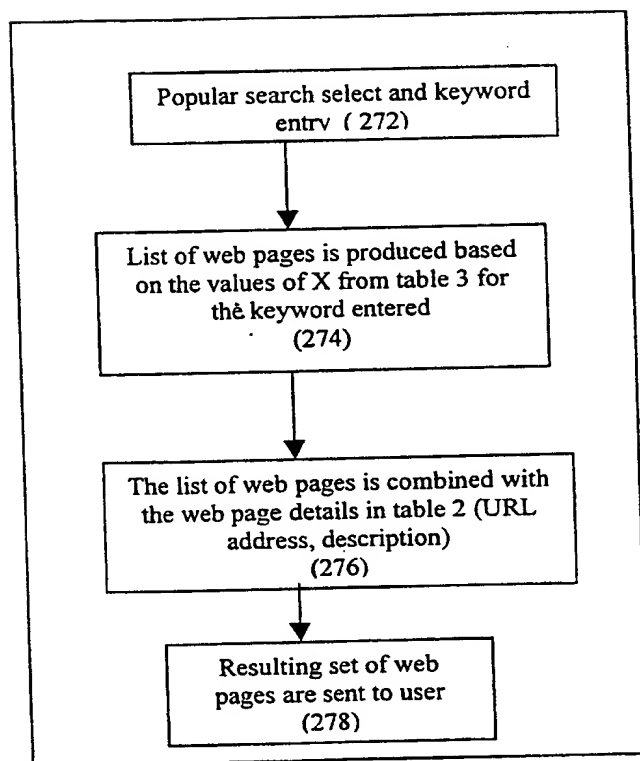 Popular search select and keyword
entry ( 272)
List of web pages is produced based
on the values of X from table 3 for
the keyword entered
(274)
The list of web pages is combined with
the web page details in table 2 (URL
address, description)
(276)
Resulting set of web
pages are sent to user
(278)